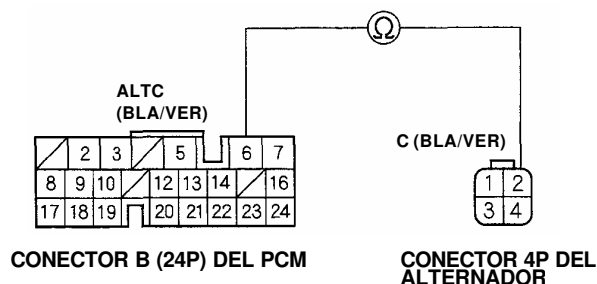 Ω
ALTC
(BLA/VER)
C (BLA/VER)
2 3 5 6 7
8 9 10 12 13 14 16
17 18 19 20 21 22 23 24
1 2
3 4
CONECTOR B (24P) DEL PCM
CONECTOR 4P DEL
ALTERNADOR